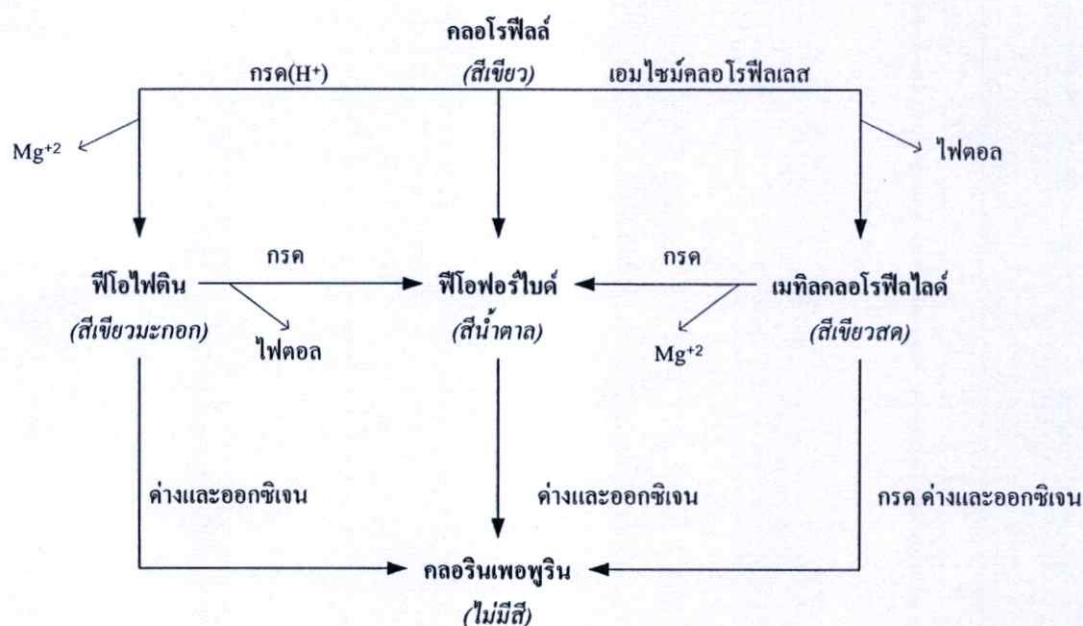 คลอโรฟีลล์
กรด(H+)
(สีเขียว)
เอมไซม์คลอโรฟีลเลส
Mg+2
ไฟตอล
ฟีโอไฟติน
กรด
ฟีโอฟอร์ไบด์
กรด
เมทิลคลอโรฟีลไลด์
(สีเขียวมะกอก)
ไฟตอล
(สีน้ำตาล)
Mg+2
(สีเขียวสด)
ด่างและออกซิเจน
ด่างและออกซิเจน
กรด ด่างและออกซิเจน
คลอรินเพอพูริน
(ไม่มีสี)